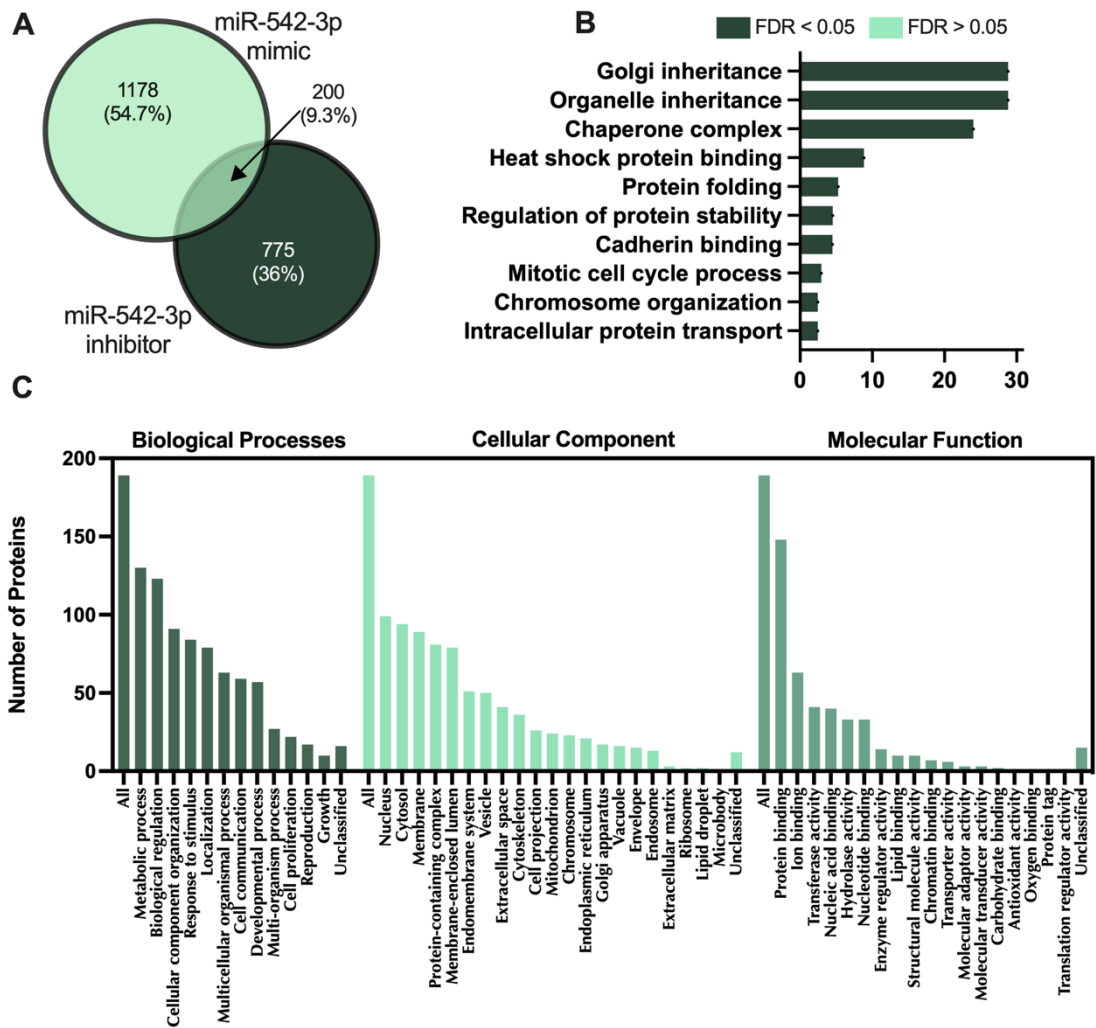 A
miR-542-3p
mimic
1178
(54.7%)
200
(9.3%)
775
(36%)
miR-542-3p
inhibitor
B
FDR < 0.05
FDR > 0.05
Golgi inheritance
Organelle inheritance
Chaperone complex
Heat shock protein binding
Protein folding
Regulation of protein stability
Cadherin binding
Mitotic cell cycle process
Chromosome organization
Intracellular protein transport
0
10
20
30
C
Biological Processes
Cellular Component
Molecular Function
Number of Proteins
200
150
100
50
0
All
Metabolic process
Biological regulation
Cellular component organization
Response to stimulus
Localization
Multicellular organismal process
Cell communication
Developmental process
Multi-organism process
Cell proliferation
Reproduction
Growth
Unclassified
All
Nucleus
Cytosol
Membrane
Protein-containing complex
Membrane-enclosed lumen
Endomembrane system
Vesicle
Extracellular space
Cytoskeleton
Cell projection
Mitochondrion
Chromosome
Endoplasmic reticulum
Golgi apparatus
Vacuole
Envelope
Endosome
Extracellular matrix
Ribosome
Lipid droplet
Microbody
Unclassified
All
Protein binding
Ion binding
Transferase activity
Nucleic acid binding
Hydrolase activity
Nucleotide binding
Enzyme regulator activity
Lipid binding
Structural molecule activity
Chromatin binding
Transporter activity
Molecular adaptor activity
Molecular transducer activity
Carbohydrate binding
Antioxidant activity
Oxygen binding
Protein tag
Translation regulator activity
Unclassified